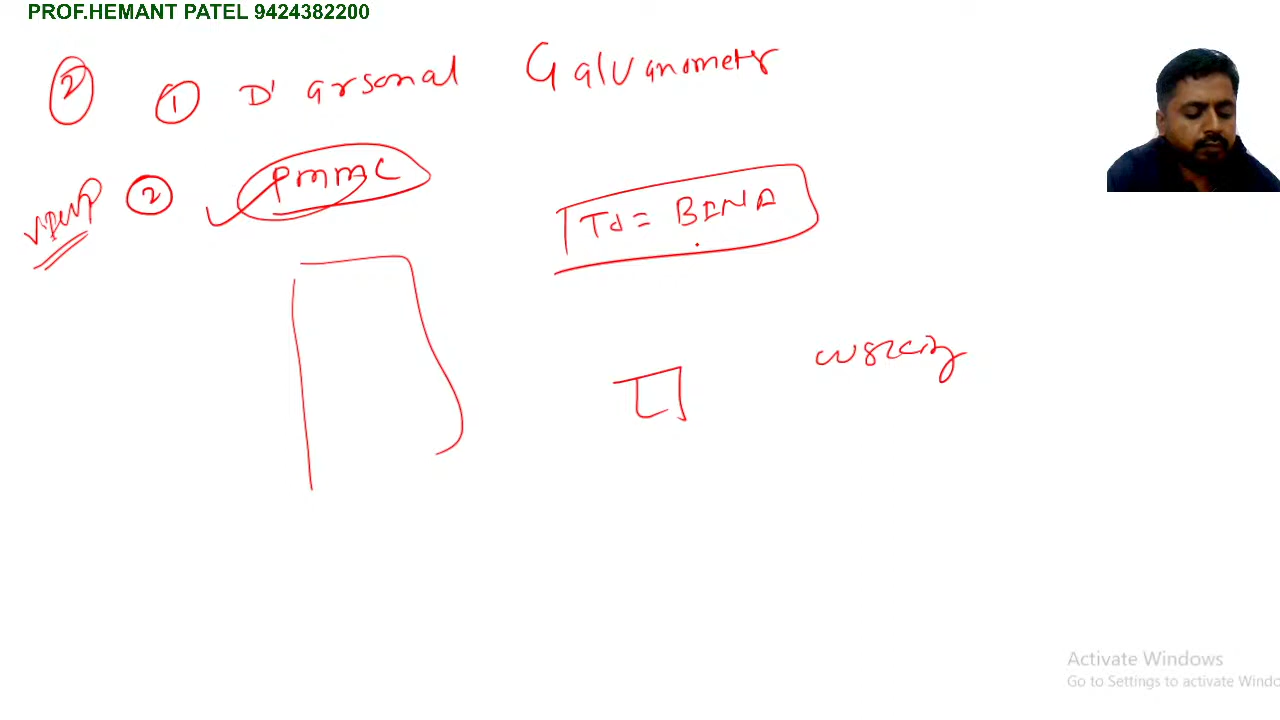 PROF.HEMANT PATEL 9424382200
② ① D' arsonal Galvanometer
VIMP ② PMMC
Td = BINA
working
Activate Windows
Go to Settings to activate Windo